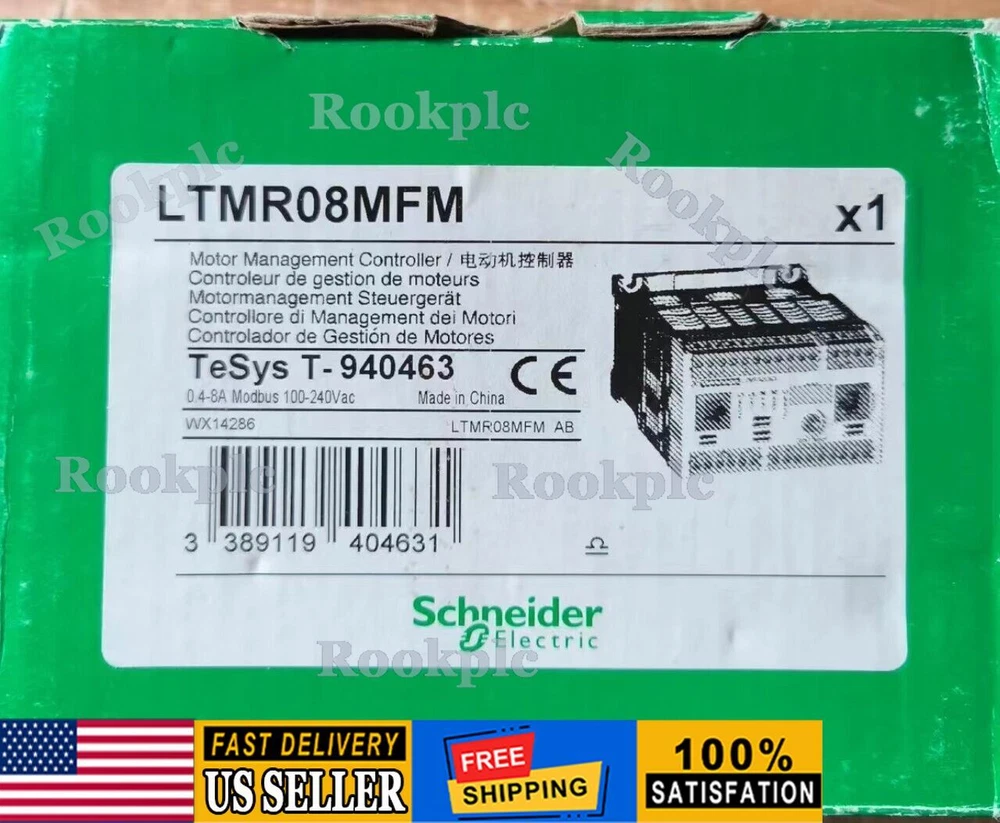 Rookplc
Rookplc
Rookplc
LTMR08MFM
x1
Motor Management Controller / 电动机控制器
Controleur de gestion de moteurs
Motormanagement Steuergerät
Controllore di Management dei Motori
Controlador de Gestión de Motores
TeSys T- 940463
CE
0.4-8A Modbus 100-240Vac
Made in China
WX14286
LTMR08MFM AB
Rookplc
Rookplc
3 389119 404631
Schneider
Electric
Rookplc
FAST DELIVERY
US SELLER
FREE
SHIPPING
100%
SATISFATION